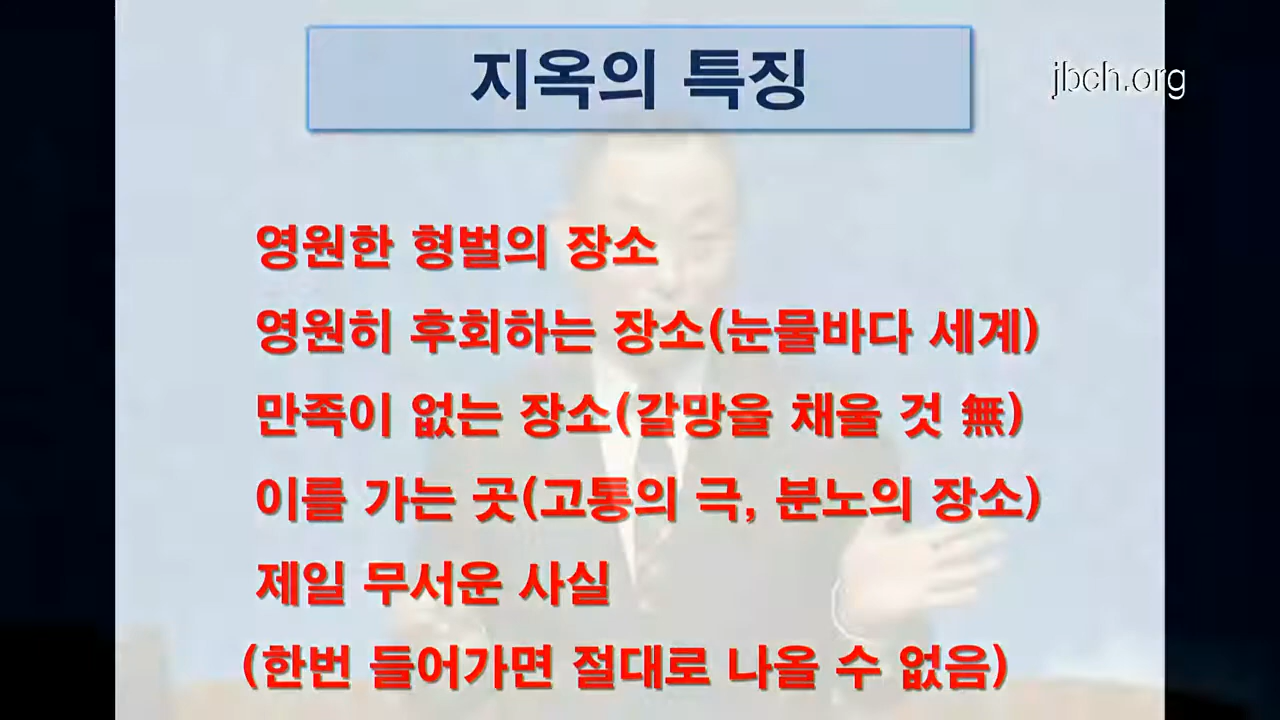 지옥의 특징
jbch.org
영원한 형벌의 장소
영원히 후회하는 장소(눈물바다 세계)
만족이 없는 장소(갈망을 채울 것 無)
이를 가는 곳(고통의 극, 분노의 장소)
제일 무서운 사실
(한번 들어가면 절대로 나올 수 없음)